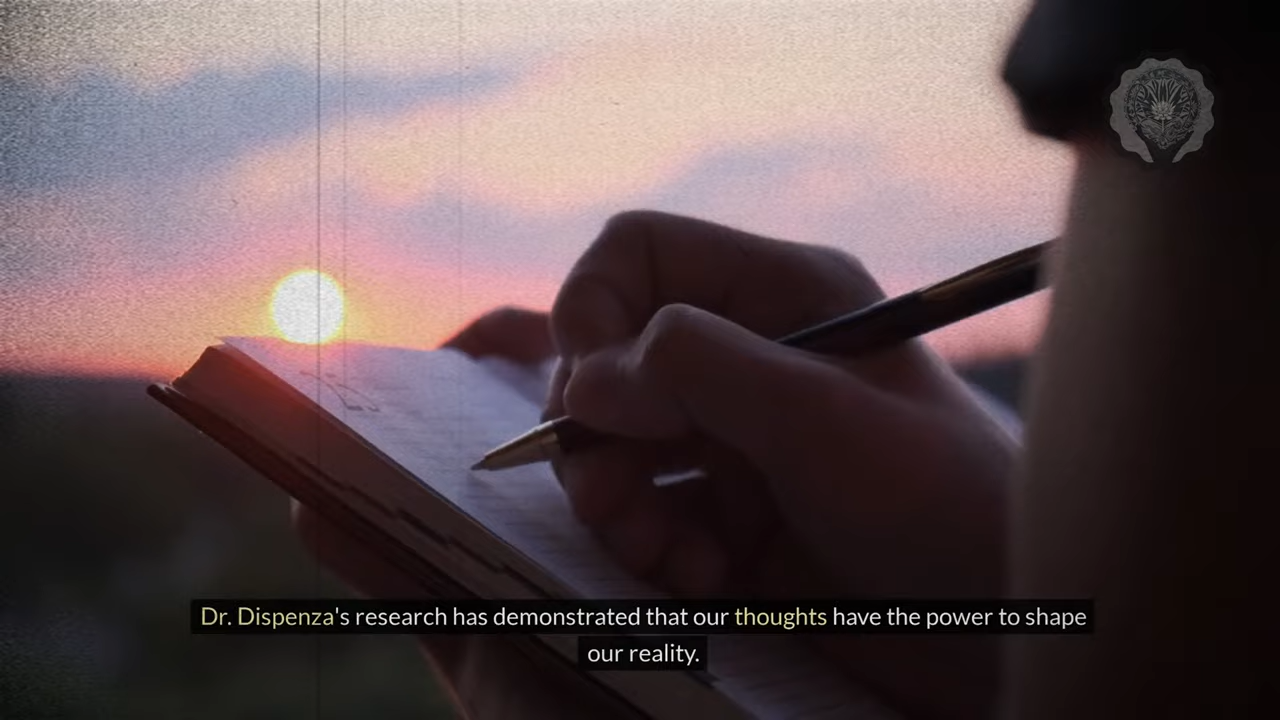 Dr. Dispenza's research has demonstrated that our thoughts have the power to shape
our reality.